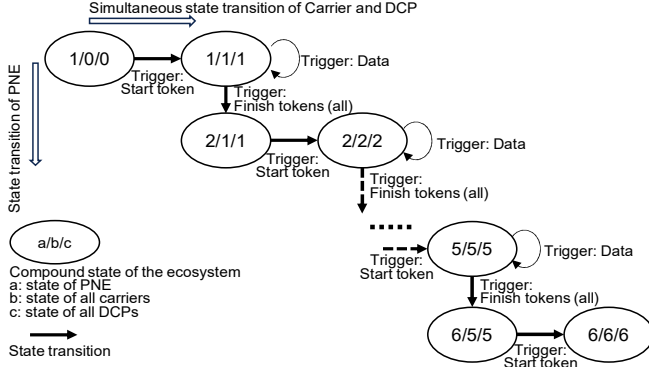 Simultaneous state transition of Carrier and DCP
State transition of PNE
1/0/0
Trigger:
Start token
1/1/1
Trigger: Data
Trigger:
Finish tokens (all)
2/1/1
Trigger:
Start token
2/2/2
Trigger: Data
Trigger:
Finish tokens (all)
Trigger:
Start token
5/5/5
Trigger: Data
Trigger:
Finish tokens (all)
6/5/5
Trigger:
Start token
6/6/6
a/b/c
Compound state of the ecosystem
a: state of PNE
b: state of all carriers
c: state of all DCPs
State transition